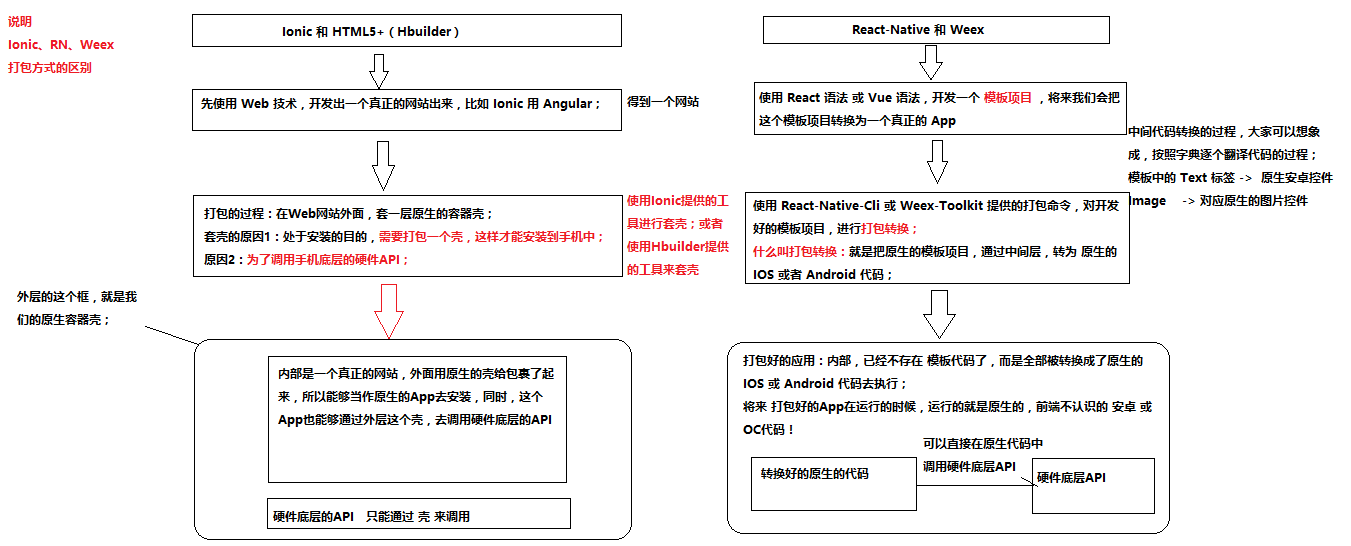 说明
Ionic、RN、Weex
打包方式的区别
Ionic 和 HTML5+（Hbuilder）
先使用 Web 技术，开发出一个真正的网站出来，比如 Ionic 用 Angular；
得到一个网站
打包的过程：在Web网站外面，套一层原生的容器壳；
套壳的原因1：处于安装的目的，需要打包一个壳，这样才能安装到手机中；
原因2：为了调用手机底层的硬件API；
使用Ionic提供的工
具进行套壳；或者
使用Hbuilder提供
的工具来套壳
外层的这个框，就是我
们的原生容器壳；
内部是一个真正的网站，外面用原生的壳给包裹了起
来，所以能够当作原生的App去安装，同时，这个
App也能够通过外层这个壳，去调用硬件底层的API
硬件底层的API 只能通过 壳 来调用
React-Native 和 Weex
使用 React 语法 或 Vue 语法，开发一个 模板项目 ，将来我们会把
这个模板项目转换为一个真正的 App
中间代码转换的过程，大家可以想象
成，按照字典逐个翻译代码的过程；
模板中的 Text 标签 -> 原生安卓控件
Image -> 对应原生的图片控件
使用 React-Native-Cli 或 Weex-Toolkit 提供的打包命令，对开发
好的模板项目，进行打包转换；
什么叫打包转换：就是把原生的模板项目，通过中间层，转为 原生的
IOS 或者 Android 代码；
打包好的应用：内部，已经不存在 模板代码了，而是全部被转换成了原生的
IOS 或 Android 代码去执行；
将来 打包好的App在运行的时候，运行的就是原生的，前端不认识的 安卓 或
OC代码！
可以直接在原生代码中
调用硬件底层API
转换好的原生的代码
硬件底层API